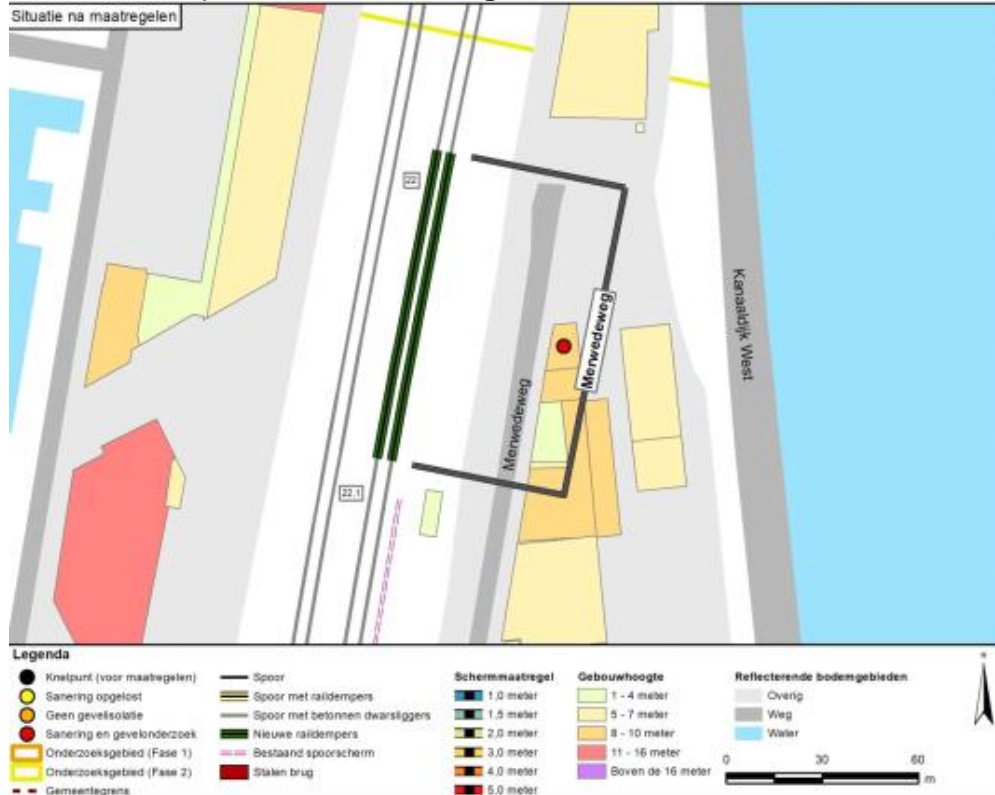 Situatie na maatregelen
22
Kanaaldijk West
Merwedeweg
Merwedeweg
22,1
Legenda
Knelpunt (voor maatregelen)
Sanering opgelost
Geen gevelisolatie
Sanering en gevelonderzoek
Onderzoeksgebied (Fase 1)
Onderzoeksgebied (Fase 2)
Gemeentegrens
Spoor
Spoor met raildempers
Spoor met betonnen dwarsliggers
Nieuwe raildempers
Bestaand spoorscherm
Stalen brug
Schermmaatregel
1,0 meter
1,5 meter
2,0 meter
3,0 meter
4,0 meter
5,0 meter
Gebouwhoogte
1 - 4 meter
5 - 7 meter
8 - 10 meter
11 - 16 meter
Boven de 16 meter
Reflecterende bodemgebieden
Overig
Weg
Water
0 30 60
m